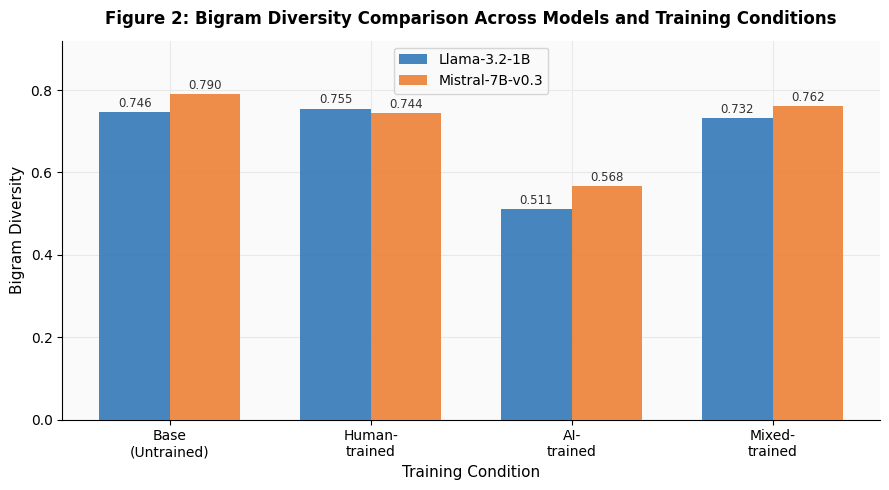 Figure 2: Bigram Diversity Comparison Across Models and Training Conditions
Llama-3.2-1B
Mistral-7B-v0.3
Bigram Diversity
0.8
0.6
0.4
0.2
0.0
0.746
0.790
0.755
0.744
0.511
0.568
0.732
0.762
Base
(Untrained)
Human-
trained
AI-
trained
Mixed-
trained
Training Condition